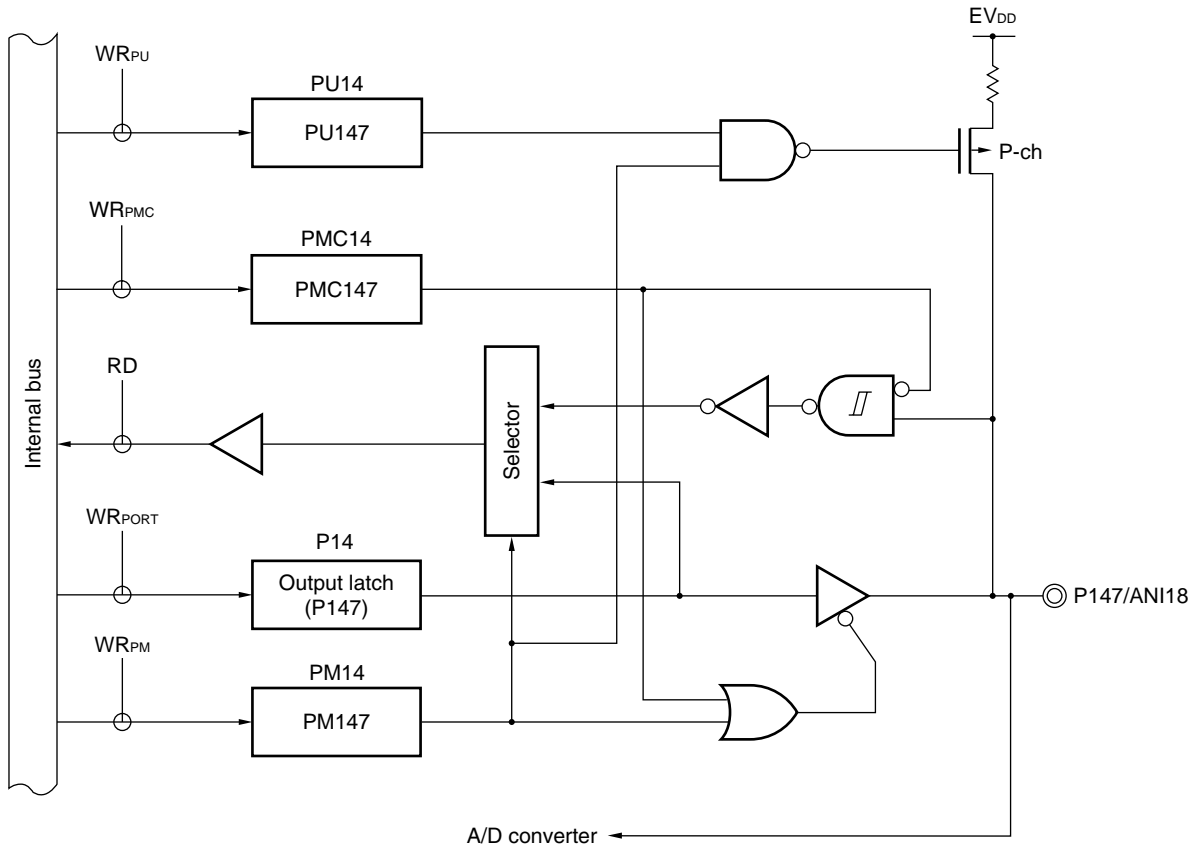 EVDD
WRPU
PU14
PU147
P-ch
WRPMC
PMC14
PMC147
RD
Internal bus
Selector
WRPORT
P14
Output latch
(P147)
P147/ANI18
WRPM
PM14
PM147
A/D converter